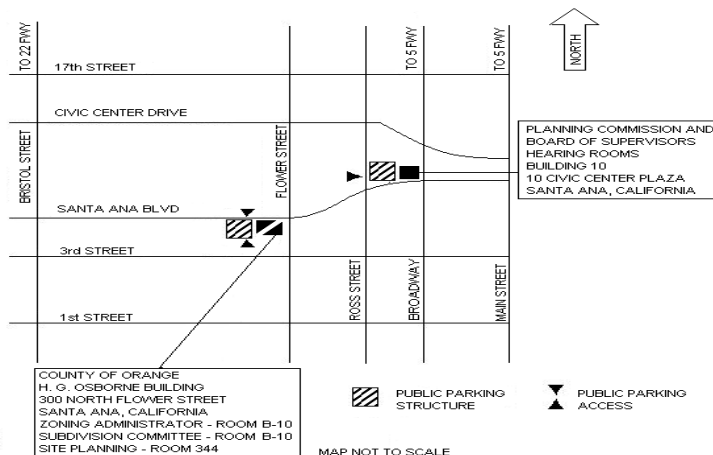 TO 22 FWY
TO 5 FWY
TO 5 FWY
NORTH
17th STREET
CIVIC CENTER DRIVE
BRISTOL STREET
FLOWER STREET
PLANNING COMMISSION AND
BOARD OF SUPERVISORS
HEARING ROOMS
BUILDING 10
10 CIVIC CENTER PLAZA
SANTA ANA, CALIFORNIA
SANTA ANA BLVD
3rd STREET
ROSS STREET
BROADWAY
MAIN STREET
1st STREET
COUNTY OF ORANGE
H. G. OSBORNE BUILDING
300 NORTH FLOWER STREET
SANTA ANA, CALIFORNIA
ZONING ADMINISTRATOR - ROOM B-10
SUBDIVISION COMMITTEE - ROOM B-10
SITE PLANNING - ROOM 344
PUBLIC PARKING
STRUCTURE
PUBLIC PARKING
ACCESS
MAP NOT TO SCALE